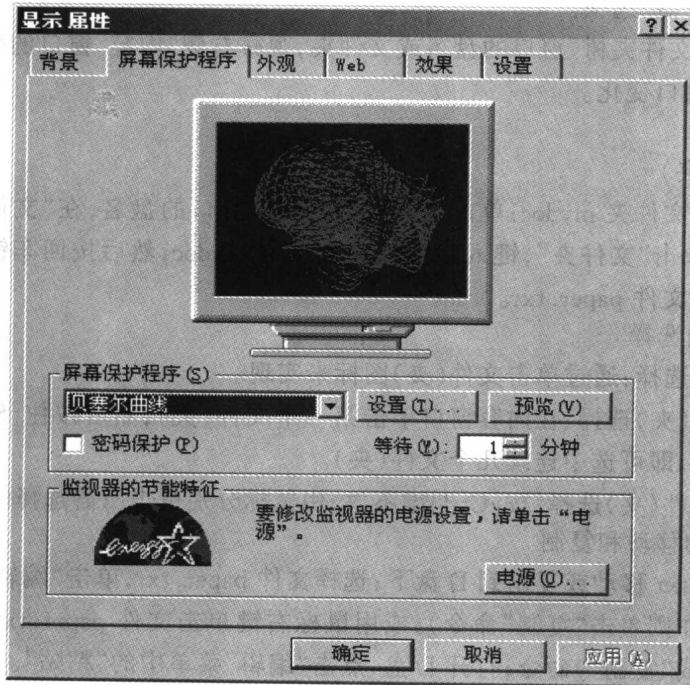 显示 属性
背景 屏幕保护程序 外观 Web 效果 设置
屏幕保护程序(S)
贝塞尔曲线 设置(T)... 预览(V)
密码保护(P) 等待(W): 1 分钟
监视器的节能特征
energy
要修改监视器的电源设置，请单击“电
源”。
电源(O)...
确定 取消 应用(A)